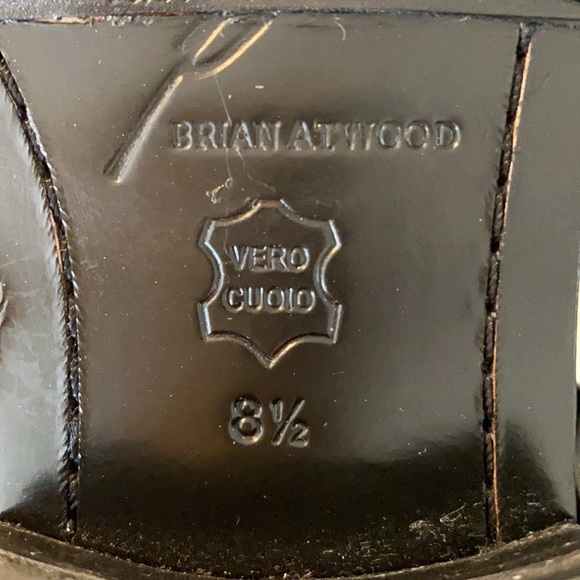 BRIAN ATWOOD
VERO
CUOIO
8½